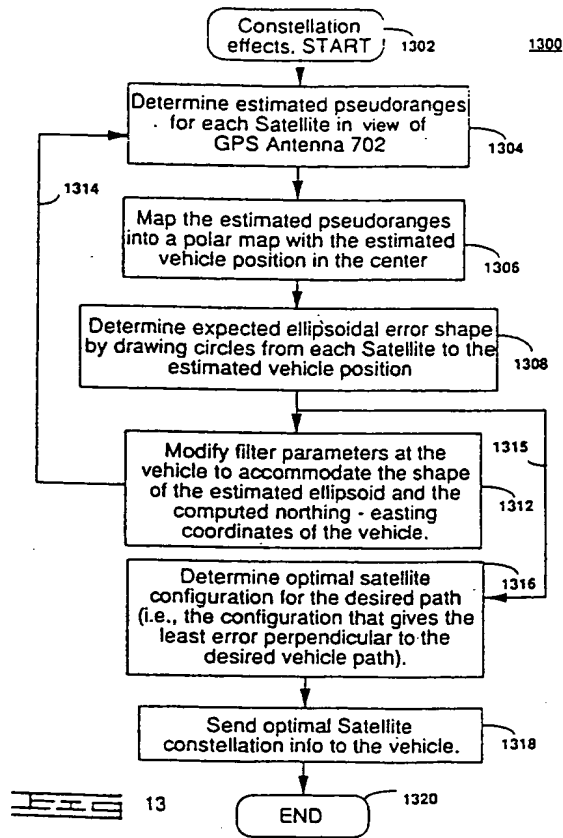 Constellation
effects. START
1302
1300
Determine estimated pseudoranges
for each Satellite in view of
GPS Antenna 702
1304
1314
Map the estimated pseudoranges
into a polar map with the estimated
vehicle position in the center
1306
Determine expected ellipsoidal error shape
by drawing circles from each Satellite to the
estimated vehicle position
1308
Modify filter parameters at the
vehicle to accommodate the shape
of the estimated ellipsoid and the
computed northing - easting
coordinates of the vehicle.
1315
1312
Determine optimal satellite
configuration for the desired path
(i.e., the configuration that gives the
least error perpendicular to the
desired vehicle path).
1316
Send optimal Satellite
constellation info to the vehicle.
1318
13
END
1320